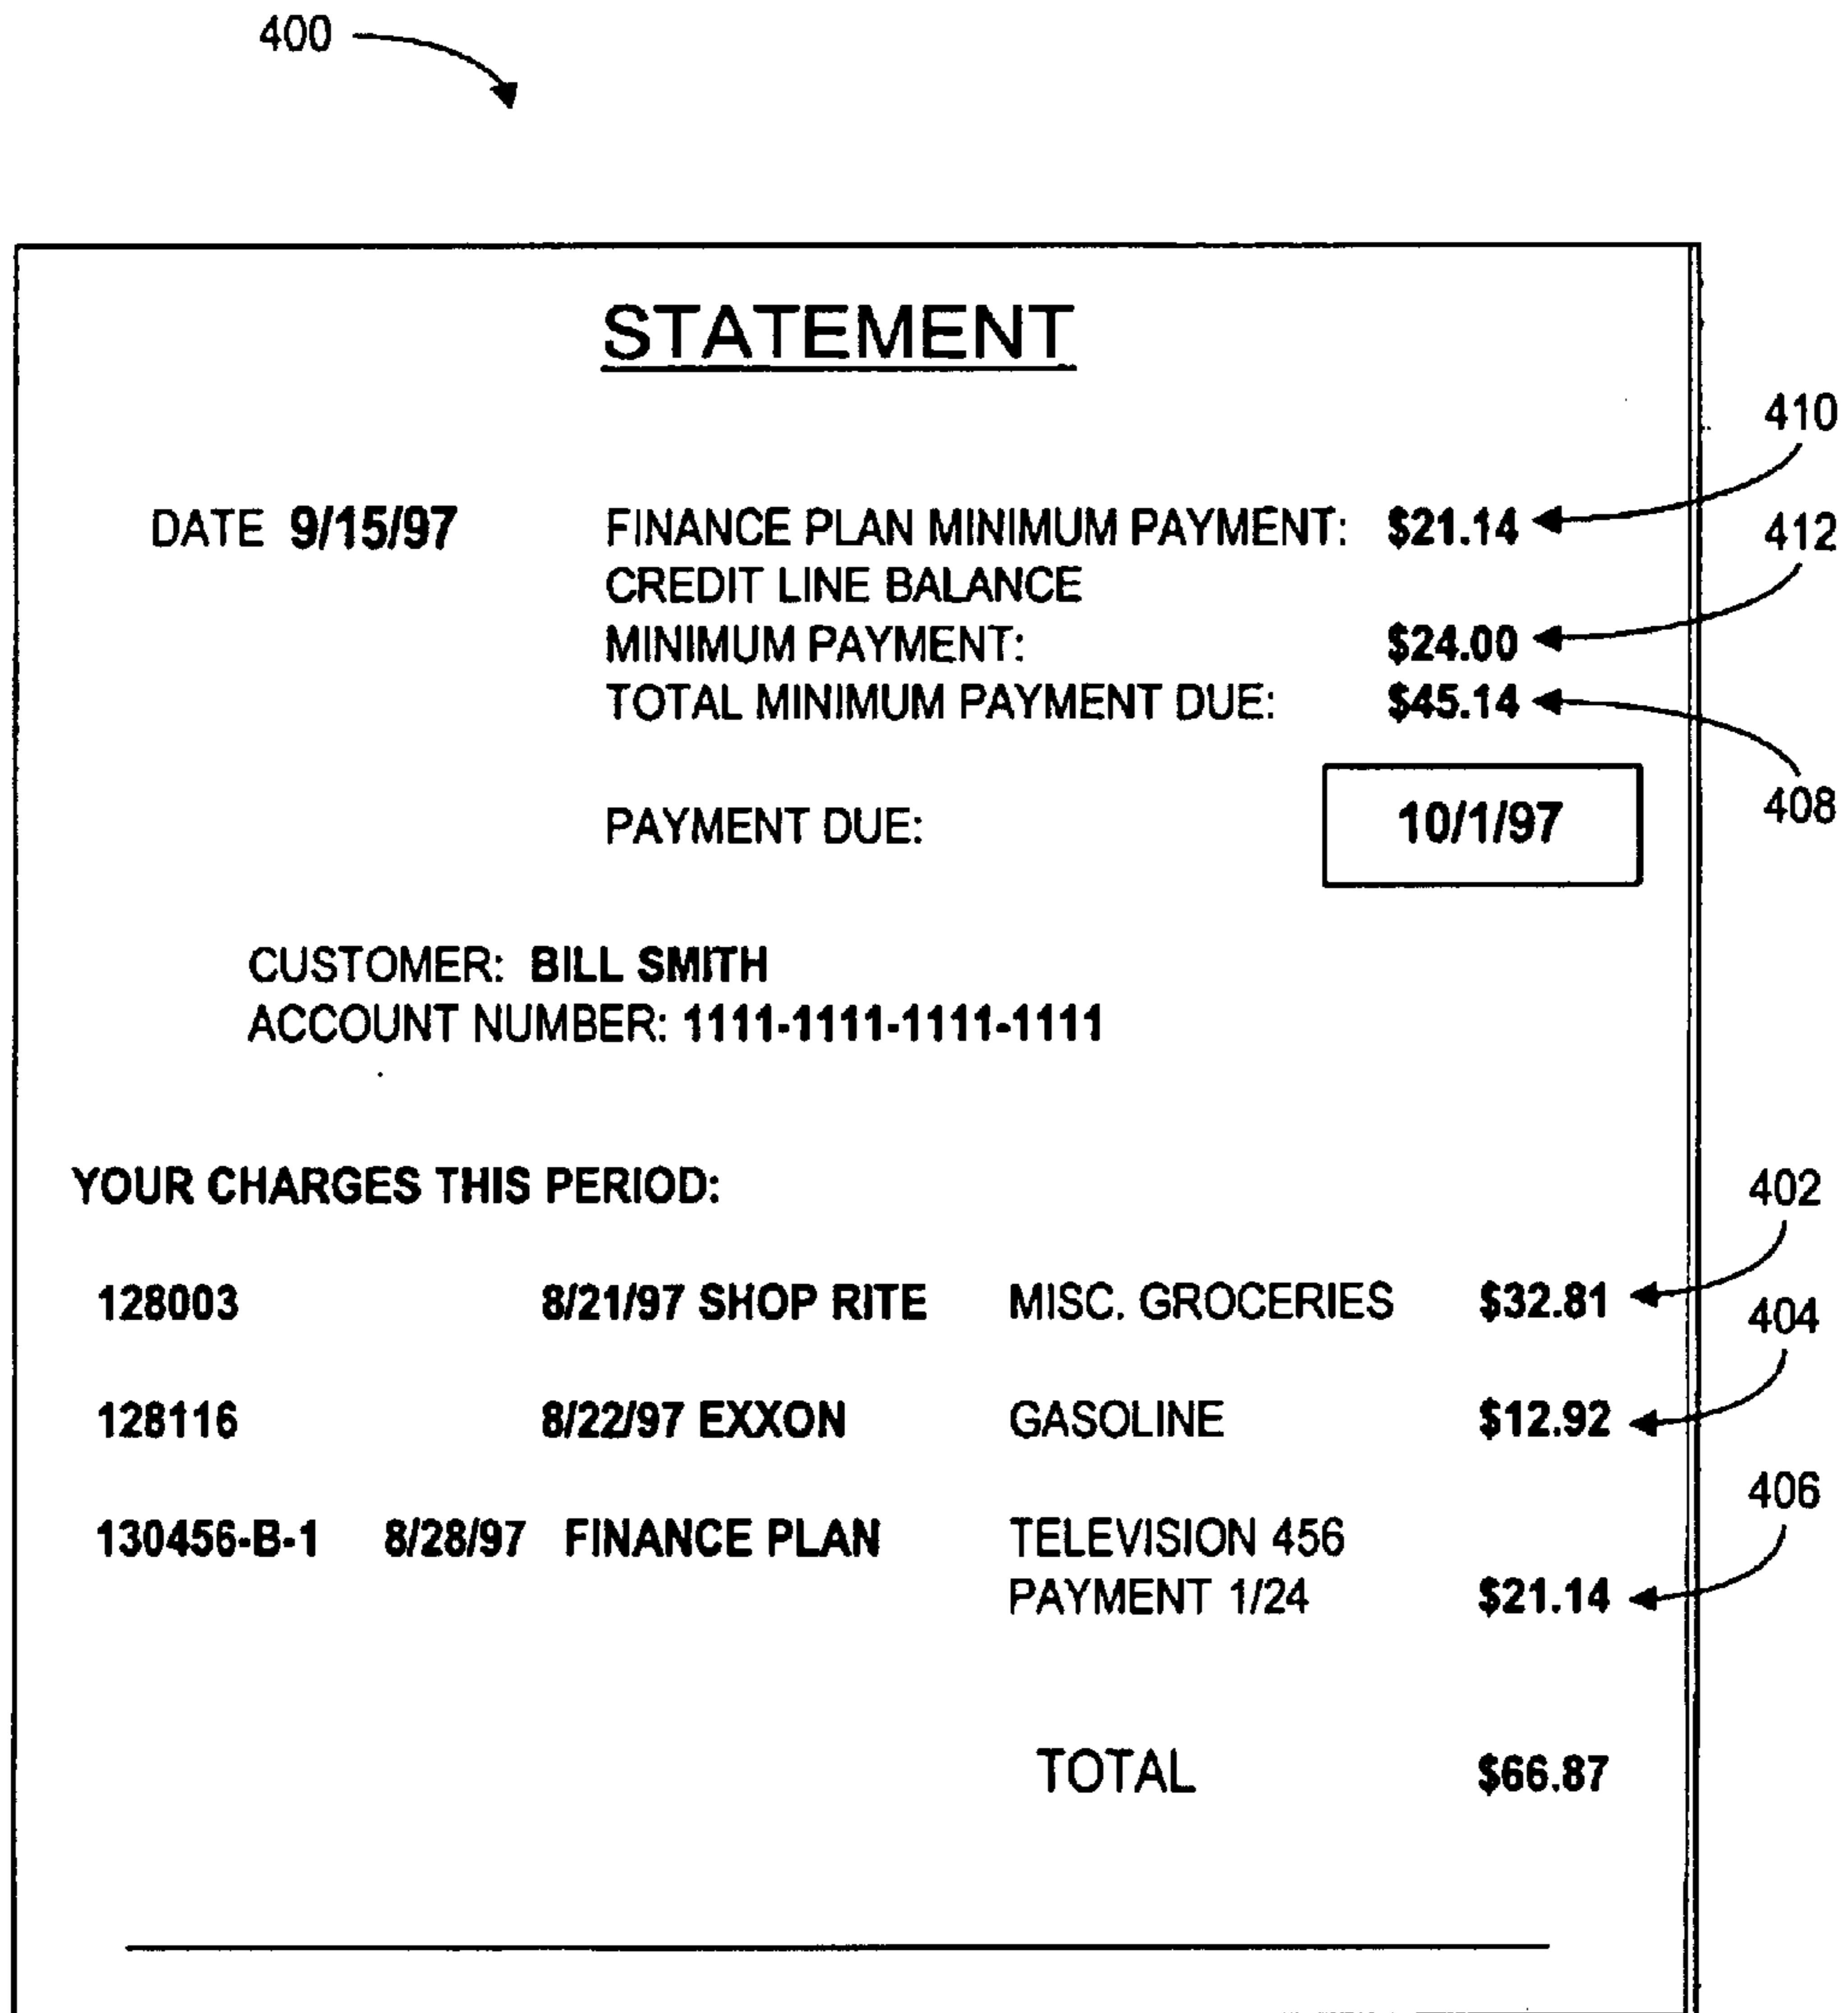 400
STATEMENT
410
DATE 9/15/97 FINANCE PLAN MINIMUM PAYMENT: $21.14
412
CREDIT LINE BALANCE
MINIMUM PAYMENT: $24.00
TOTAL MINIMUM PAYMENT DUE: $45.14
PAYMENT DUE: 10/1/97
408
CUSTOMER: BILL SMITH
ACCOUNT NUMBER: 1111-1111-1111-1111
YOUR CHARGES THIS PERIOD:
402
128003 8/21/97 SHOP RITE MISC. GROCERIES $32.81
404
128116 8/22/97 EXXON GASOLINE $12.92
406
130456-B-1 8/28/97 FINANCE PLAN TELEVISION 456
PAYMENT 1/24 $21.14
TOTAL $66.87